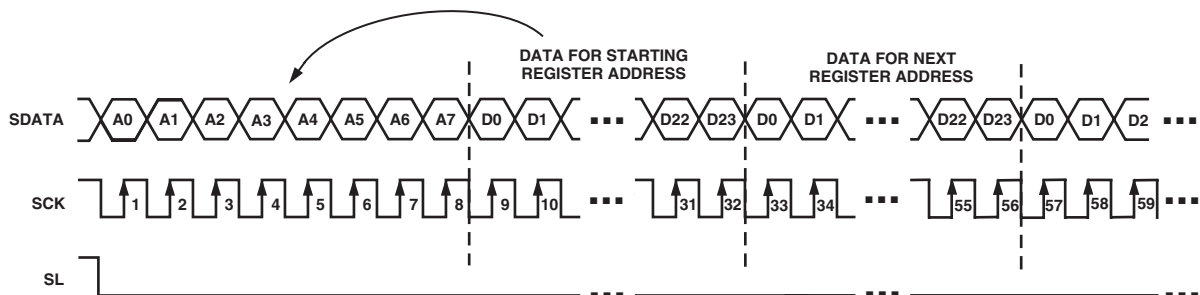 DATA FOR STARTING
REGISTER ADDRESS
DATA FOR NEXT
REGISTER ADDRESS
SDATA A0 A1 A2 A3 A4 A5 A6 A7 D0 D1 D22 D23 D0 D1 D22 D23 D0 D1 D2
SCK 1 2 3 4 5 6 7 8 9 10 31 32 33 34 55 56 57 58 59
SL